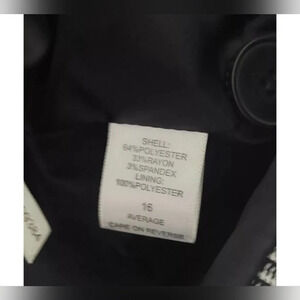 SHELL:
64%POLYESTER
33%RAYON
3%SPANDEX
LINING:
100%POLYESTER
16
AVERAGE
CARE ON REVERSE